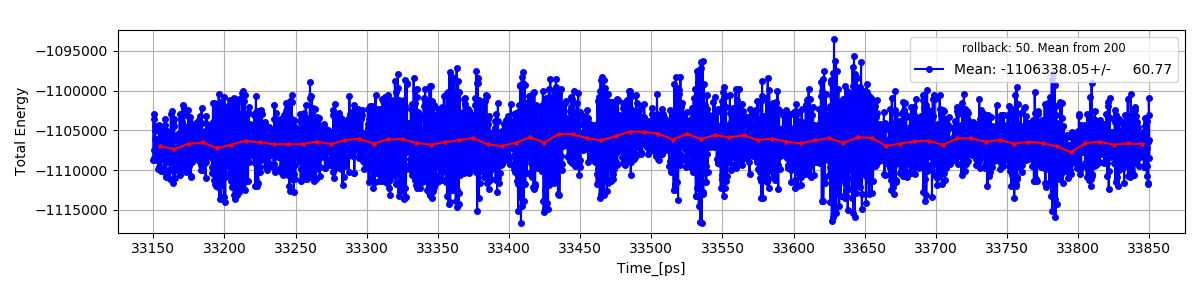 rollback: 50. Mean from 200
Mean: -1106338.05+/-     60.77
Total Energy
−1095000
−1100000
−1105000
−1110000
−1115000
33150 33200 33250 33300 33350 33400 33450 33500 33550 33600 33650 33700 33750 33800 33850
Time_[ps]